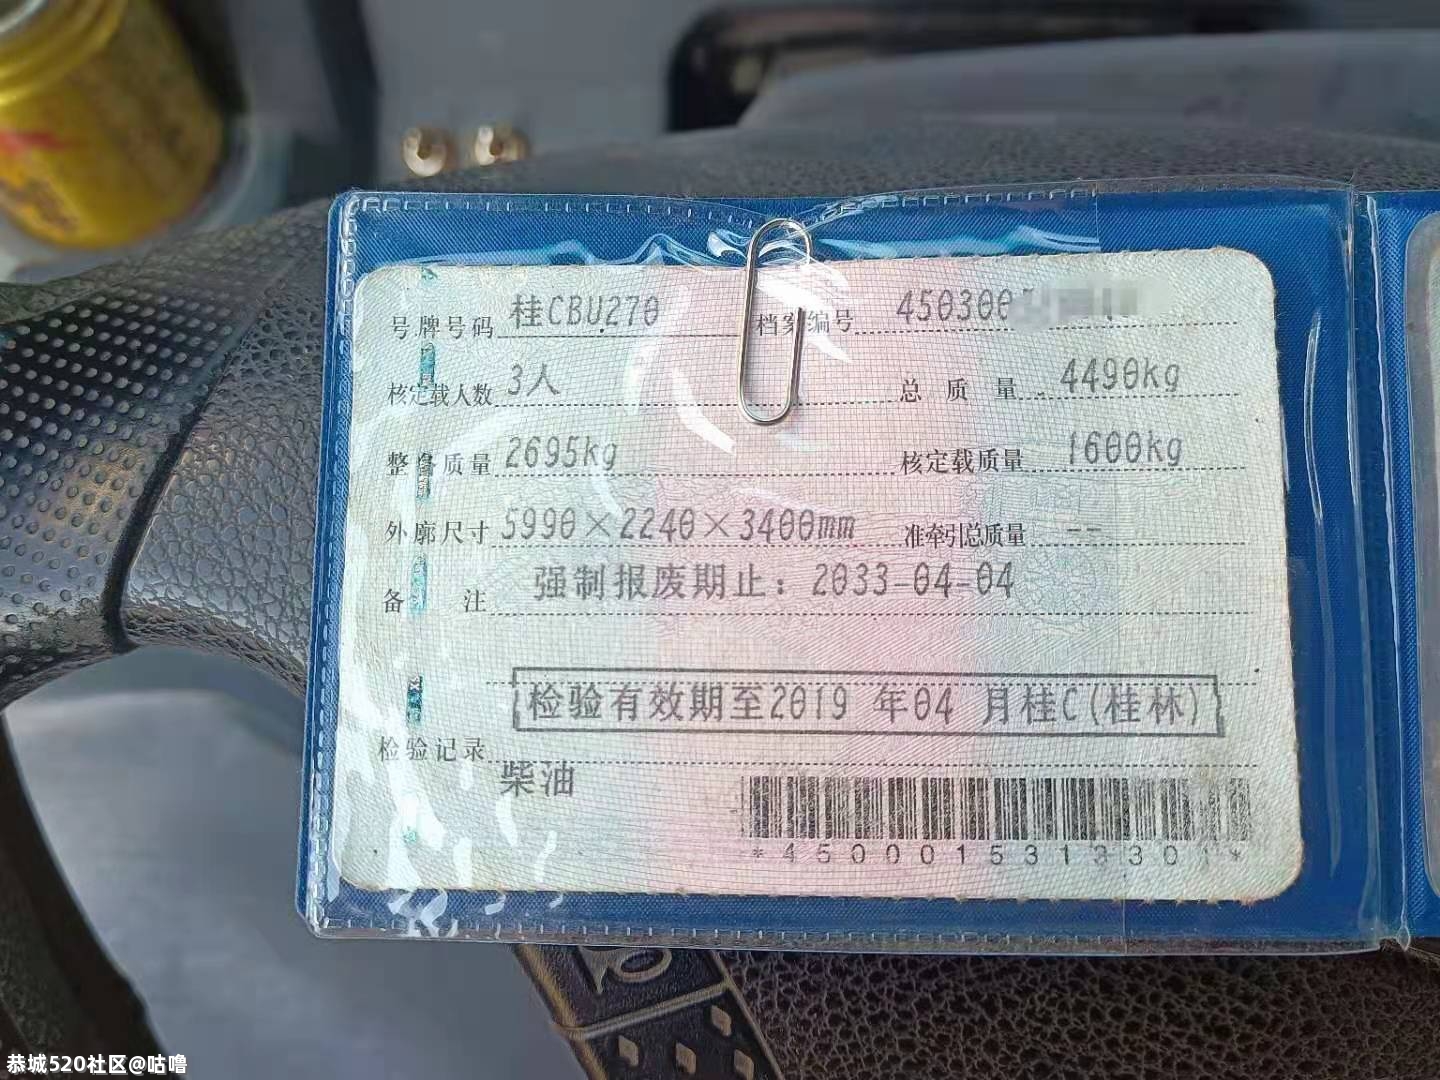 号牌号码 桂CBU270 档案编号 450300
核定载人数 3人 总质量 4490kg
整备质量 2695kg 核定载质量 1600kg
外廓尺寸 5990×2240×3400mm 准牵引总质量 --
备注 强制报废期止：2033-04-04
检验有效期至2019 年04 月桂C(桂林)
检验记录
柴油
恭城520社区@咕噜